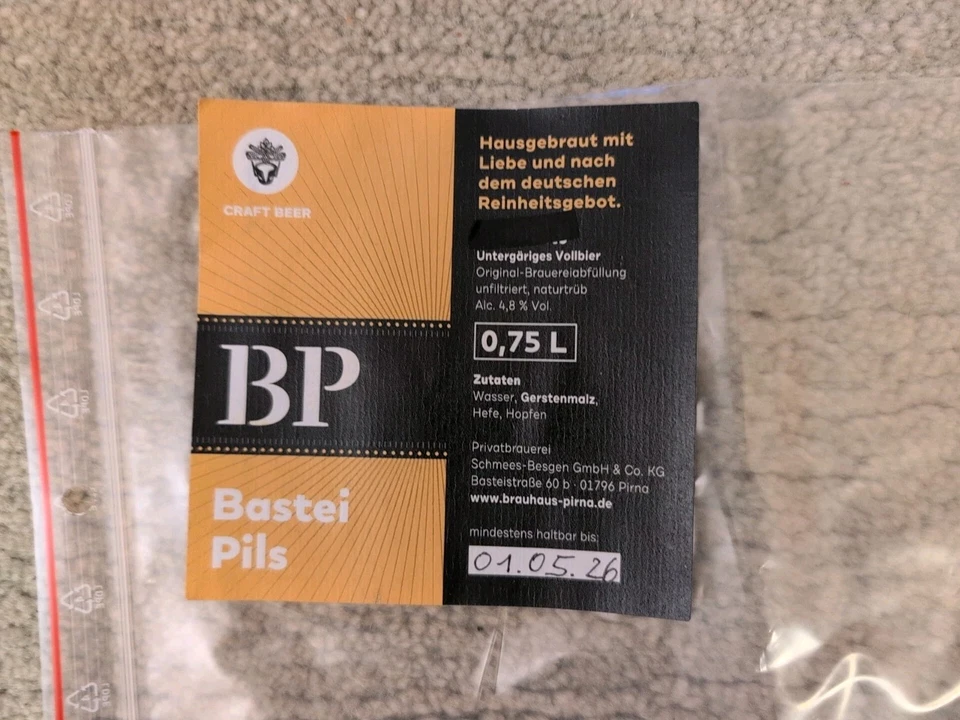 CRAFT BEER
BP
Bastei
Pils
Hausgebraut mit
Liebe und nach
dem deutschen
Reinheitsgebot.
Untergäriges Vollbier
Original-Brauereiabfüllung
unfiltriert, naturtrüb
Alc. 4,8 % Vol.
0,75 L
Zutaten
Wasser, Gerstenmalz,
Hefe, Hopfen
Privatbrauerei
Schmees-Besgen GmbH & Co. KG
Basteistraße 60 b · 01796 Pirna
www.brauhaus-pirna.de
mindestens haltbar bis:
01.05.26